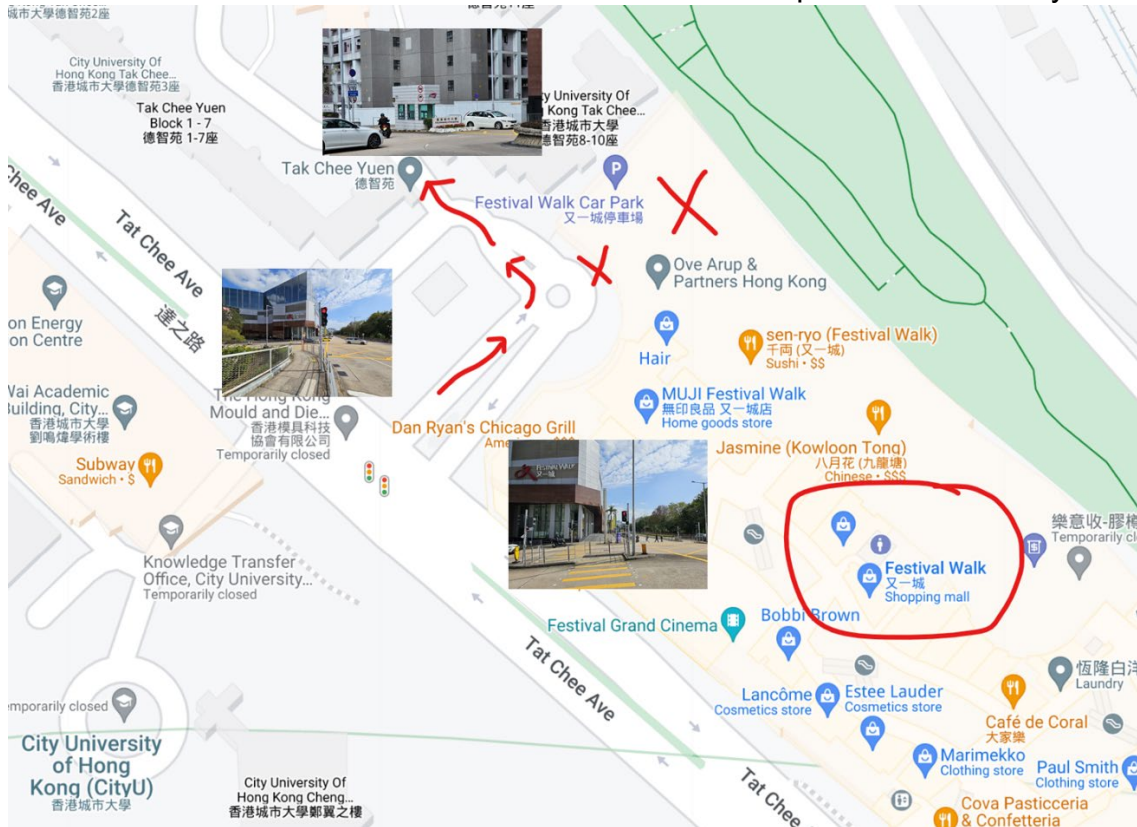 城市大學德智苑2座
City University Of
Hong Kong Tak Chee...
香港城市大學德智苑3座
Tak Chee Yuen
Block 1 - 7
德智苑 1-7座
y University Of
Kong Tak Chee...
香港城市大學
德智苑8-10座
Tak Chee Yuen
德智苑
Festival Walk Car Park
又一城停車場
P
Chee Ave
Tat Chee Ave
達之路
on Energy
on Centre
Ove Arup &
Partners Hong Kong
Hair
sen-ryo (Festival Walk)
千両 (又一城)
Sushi • $$
MUJI Festival Walk
無印良品 又一城店
Home goods store
Wai Academic
Building, City...
香港城市大學
劉鳴煒學術樓
The Hong Kong
Mould and Die...
香港模具科技
協會有限公司
Temporarily closed
Dan Ryan's Chicago Grill
Jasmine (Kowloon Tong)
八月花 (九龍塘)
Chinese • $$$
Subway
Sandwich • $
FESTIVAL WALK
又一城
Knowledge Transfer
Office, City University...
Temporarily closed
樂意收-膠樽
Temporarily clo
Festival Walk
又一城
Shopping mall
Festival Grand Cinema
Bobbi Brown
Tat Chee Ave
恆隆白洋
Laundry
Lancôme
Cosmetics store
Estee Lauder
Cosmetics store
Café de Coral
大家樂
emporarily closed
City University
of Hong
Kong (CityU)
香港城市大學
Marimekko
Clothing store
Paul Smith
Clothing store
City University Of
Hong Kong Cheng...
香港城市大學鄭翼之樓
Tat Chee
Cova Pasticceria
& Confetteria